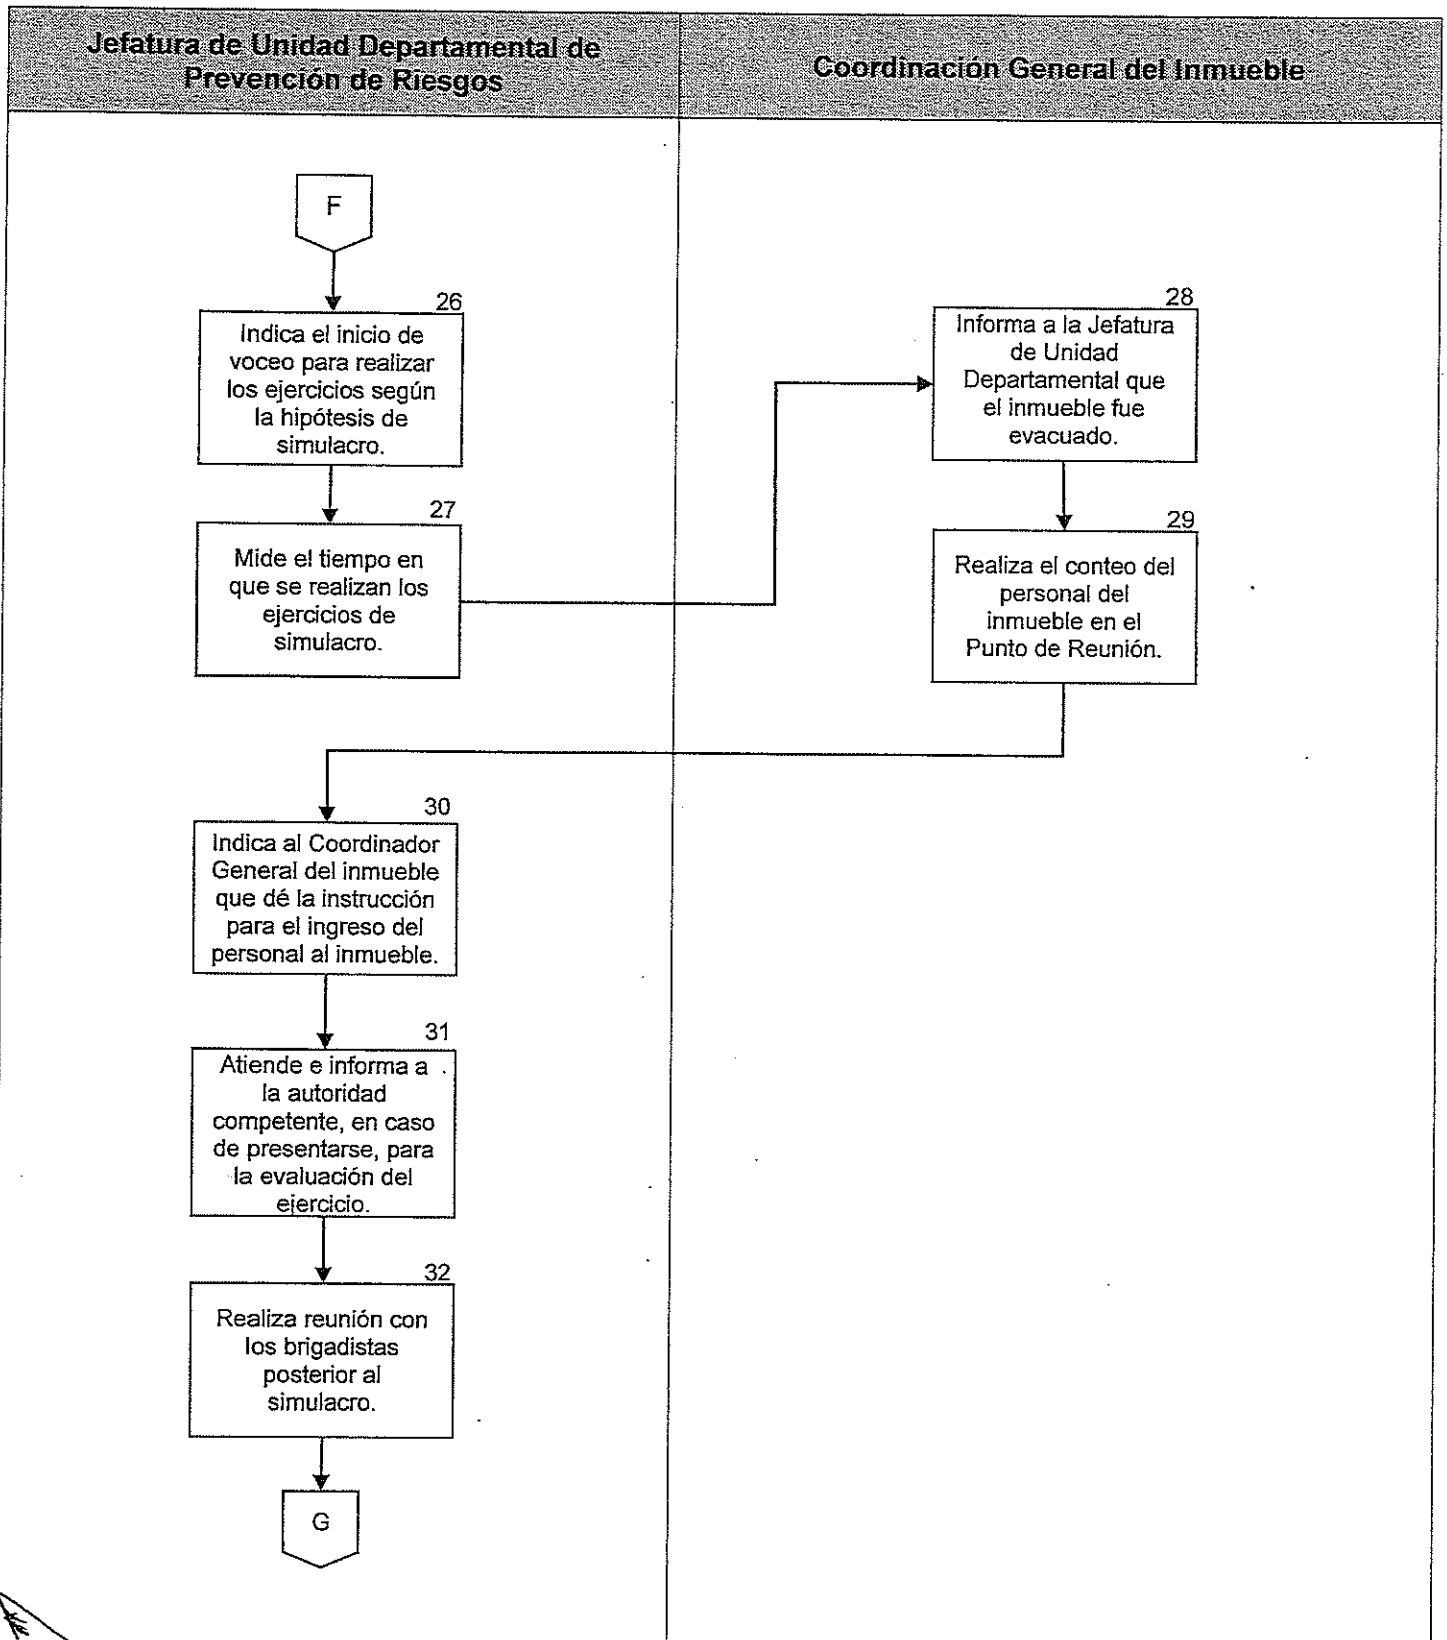 Jefatura de Unidad Departamental de
Prevención de Riesgos
Coordinación General del Inmueble
F
26
Indica el inicio de
voceo para realizar
los ejercicios según
la hipótesis de
simulacro.
27
Mide el tiempo en
que se realizan los
ejercicios de
simulacro.
28
Informa a la Jefatura
de Unidad
Departamental que
el inmueble fue
evacuado.
29
Realiza el conteo del
personal del
inmueble en el
Punto de Reunión.
30
Indica al Coordinador
General del inmueble
que dé la instrucción
para el ingreso del
personal al inmueble.
31
Atiende e informa a
la autoridad
competente, en caso
de presentarse, para
la evaluación del
ejercicio.
32
Realiza reunión con
los brigadistas
posterior al
simulacro.
G